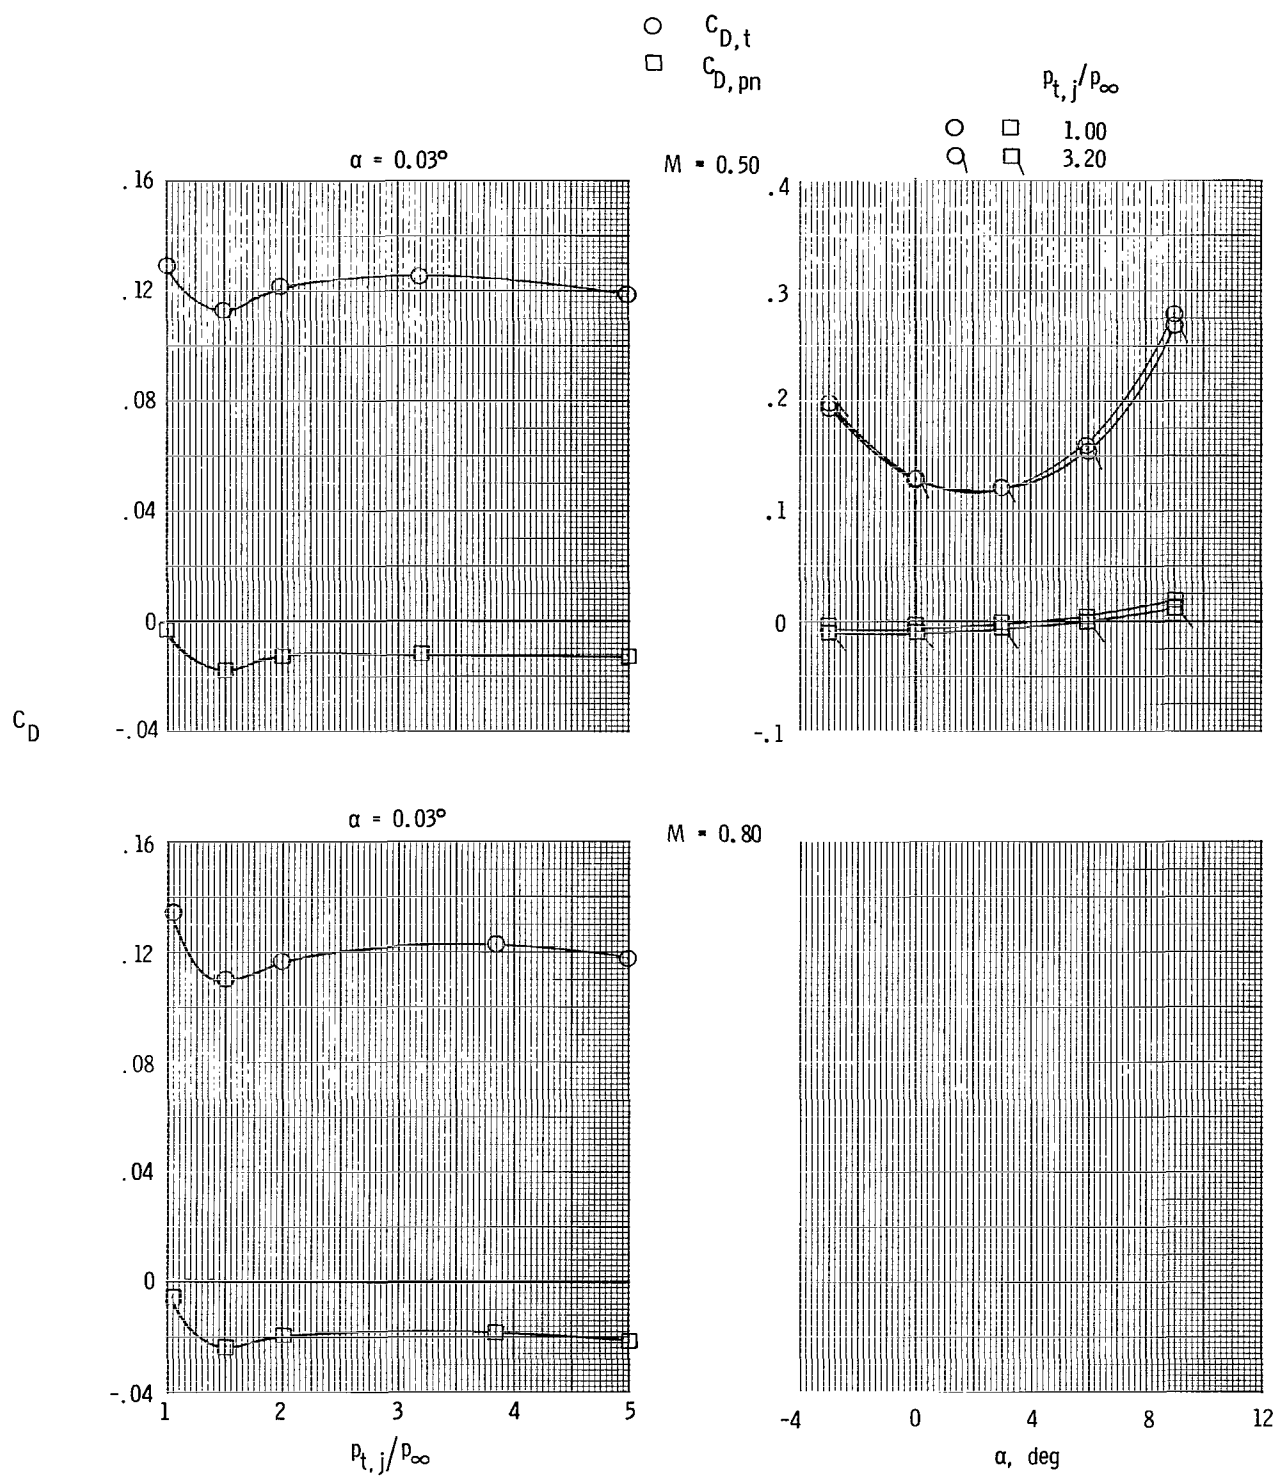 C_D,t
C_D,pn
p_t,j/p_∞
1.00
3.20
α = 0.03°
M = 0.50
.16
.12
.08
.04
0
-.04
.4
.3
.2
.1
0
-.1
C_D
α = 0.03°
M = 0.80
.16
.12
.08
.04
0
-.04
1 2 3 4 5
p_t,j/p_∞
-4 0 4 8 12
α, deg